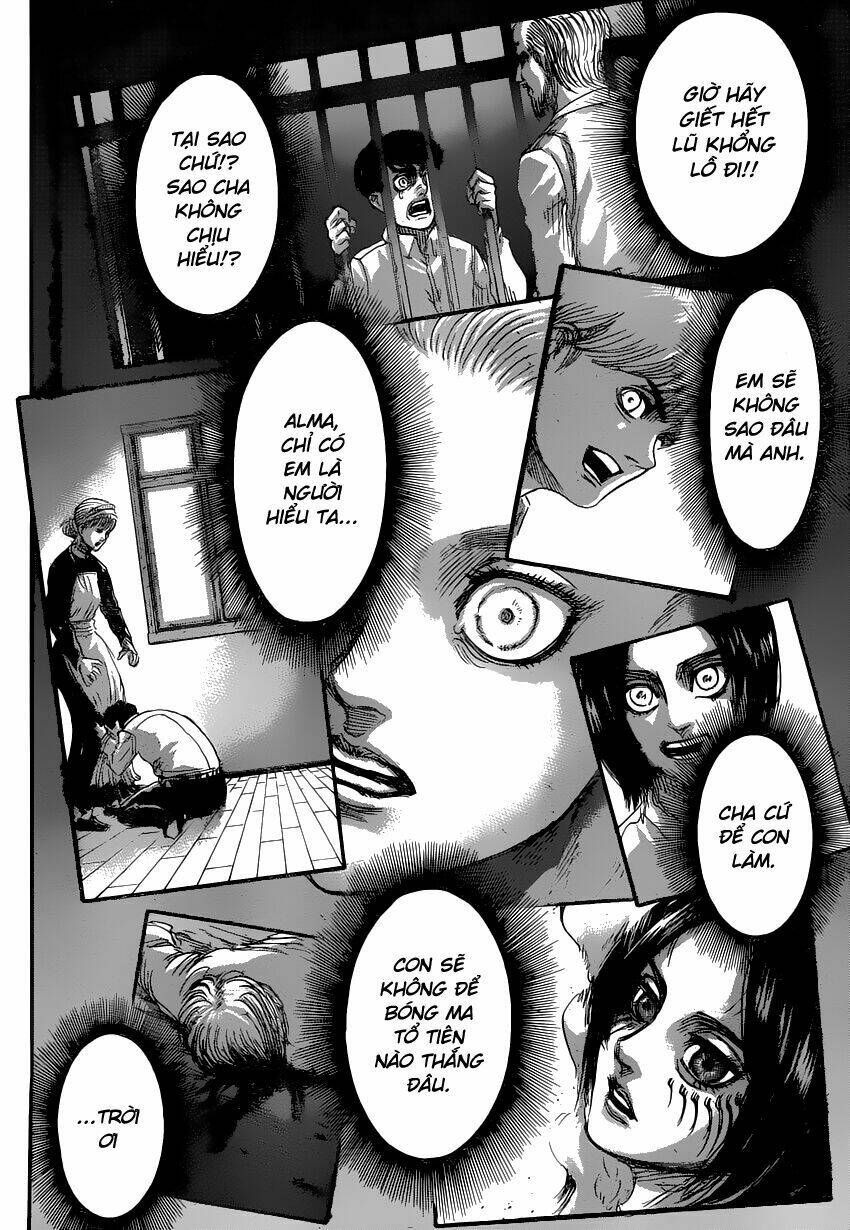 GIỜ HÃY
GIẾT HẾT
LŨ KHỔNG
LỒ ĐI!!
TẠI SAO
CHỨ!?
SAO CHA
KHÔNG
CHỊU
HIỂU!?
EM SẼ
KHÔNG
SAO ĐÂU
MÀ ANH.
ALMA,
CHỈ CÓ
EM LÀ
NGƯỜI
HIỂU TA...
CHA CỨ
ĐỂ CON
LÀM.
CON SẼ
KHÔNG ĐỂ
BÓNG MA
TỔ TIÊN
NÀO THẮNG
ĐÂU.
...TRỜI
ƠI